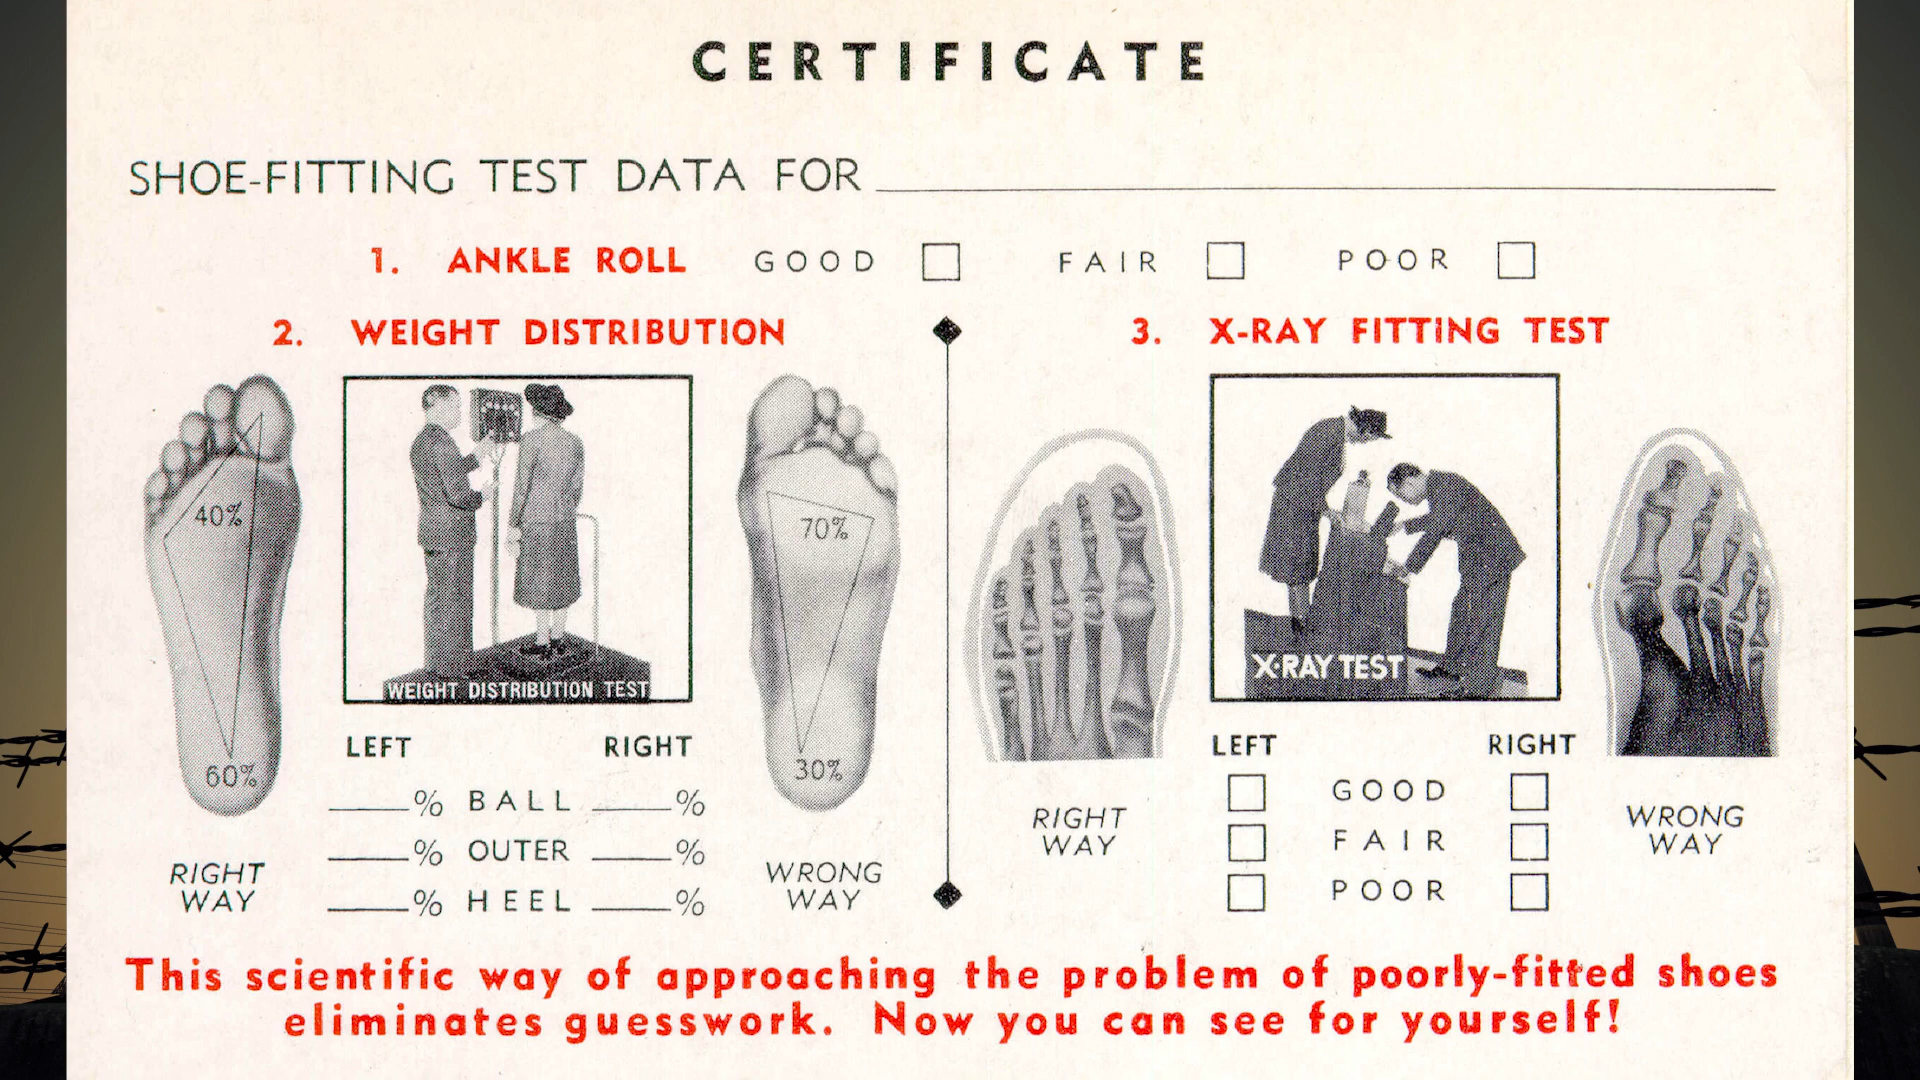 CERTIFICATE
SHOE-FITTING TEST DATA FOR
1. ANKLE ROLL GOOD FAIR POOR
2. WEIGHT DISTRIBUTION
3. X-RAY FITTING TEST
40%
60%
WEIGHT DISTRIBUTION TEST
70%
30%
RIGHT
WAY
LEFT RIGHT
% BALL %
% OUTER %
% HEEL %
WRONG
WAY
X-RAY TEST
RIGHT
WAY
LEFT RIGHT
GOOD
FAIR
POOR
WRONG
WAY
This scientific way of approaching the problem of poorly-fitted shoes
eliminates guesswork. Now you can see for yourself!